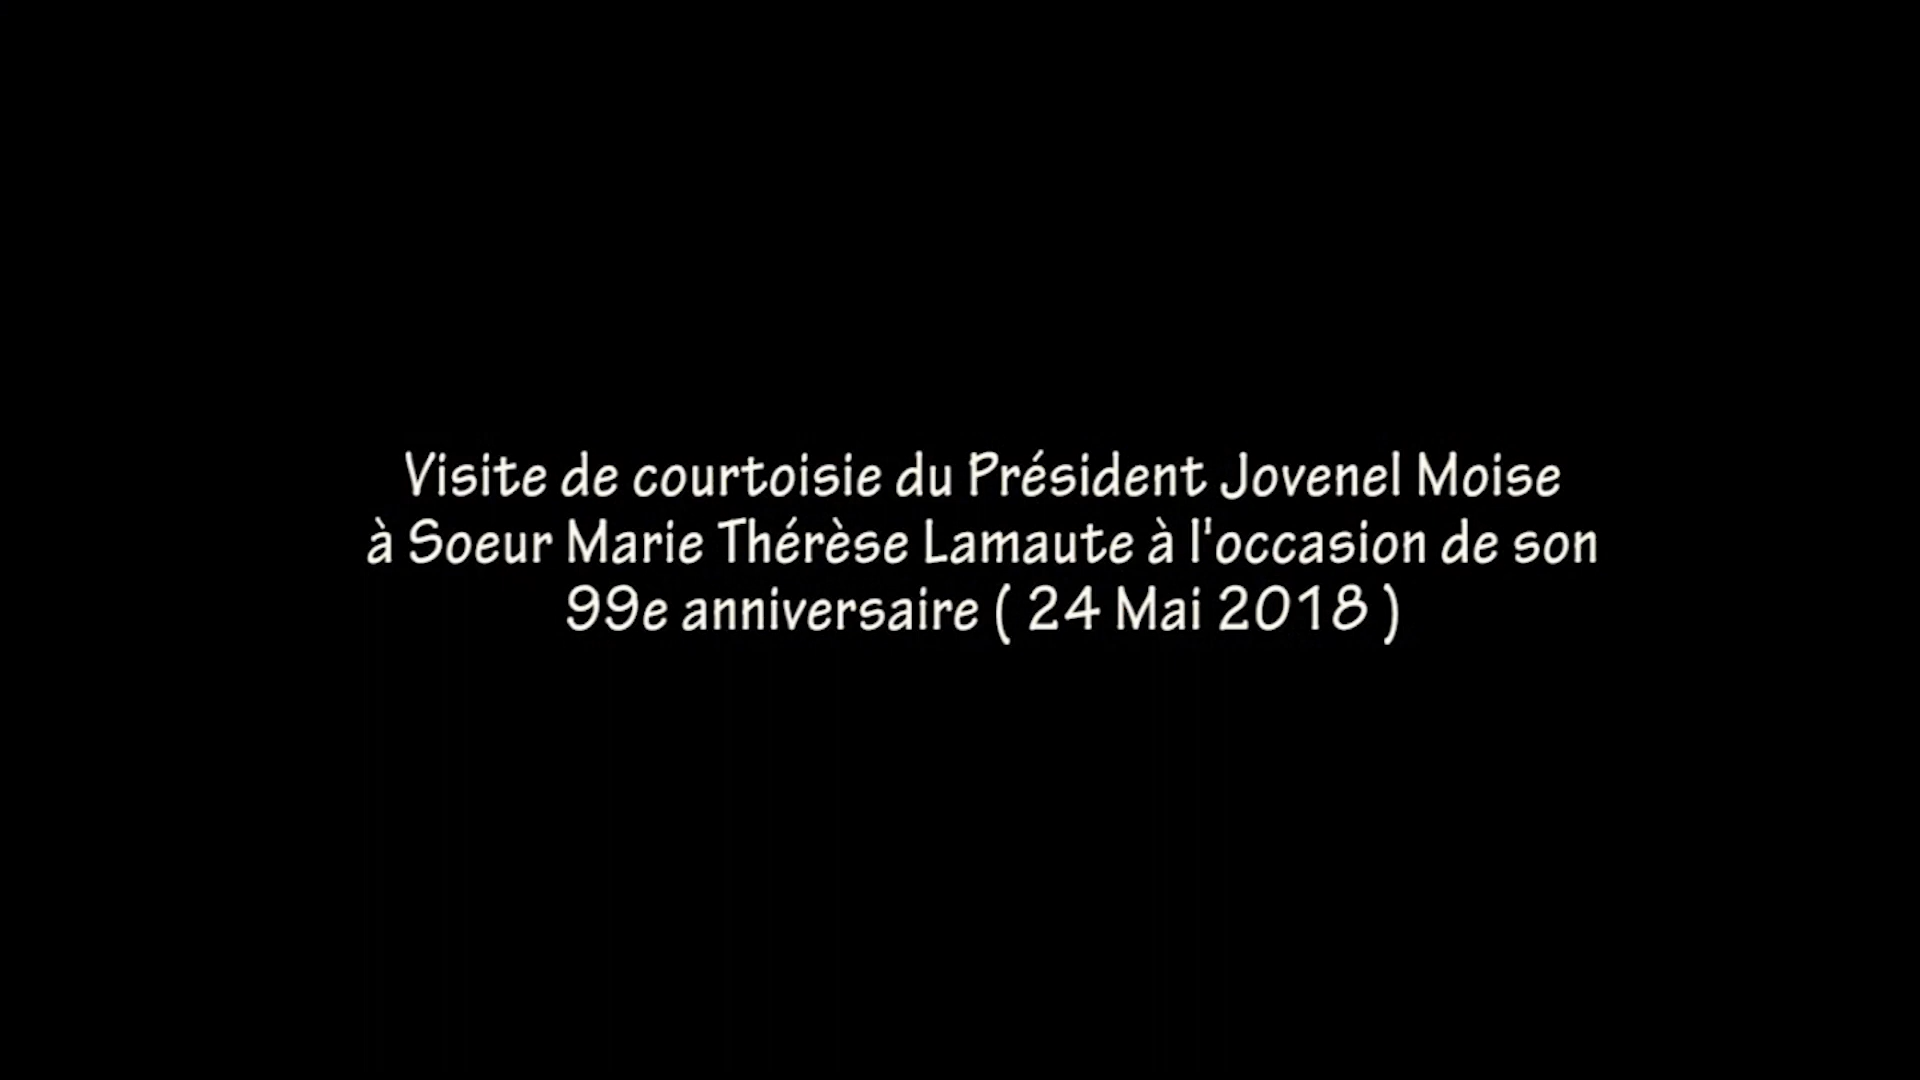 Visite de courtoisie du Président Jovenel Moise
à Soeur Marie Thérèse Lamaute à l'occasion de son
99e anniversaire ( 24 Mai 2018 )